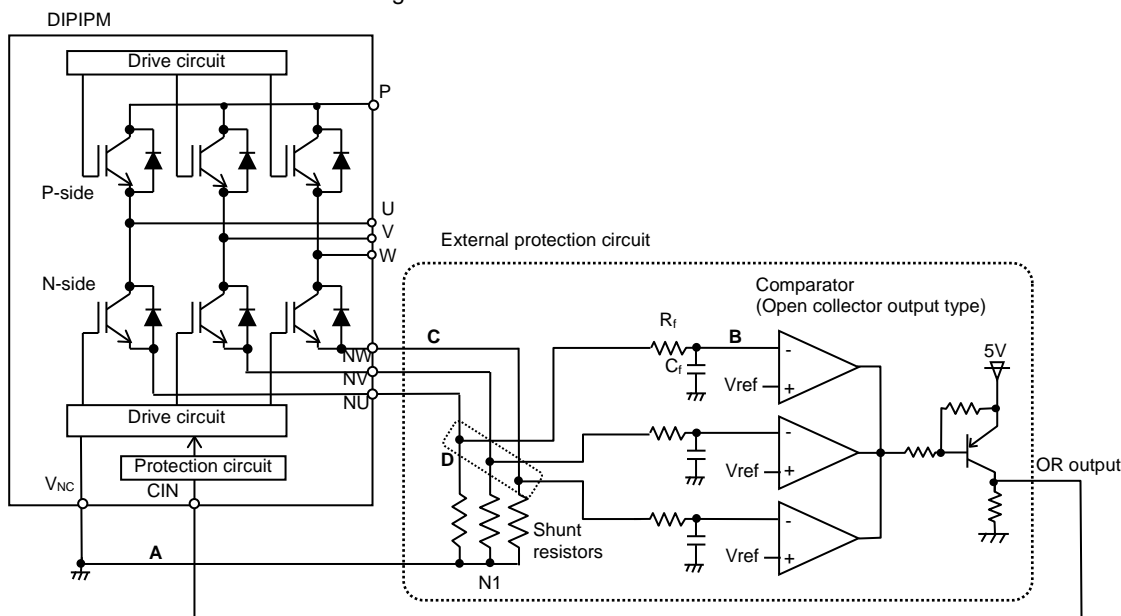 DIPIPM
Drive circuit
P
P-side
U
V
W
N-side
External protection circuit
Comparator
(Open collector output type)
Rf
B
C
Cf
-
Vref
+
5V
NW
NV
NU
Drive circuit
D
-
Vref
+
OR output
Protection circuit
VNC
CIN
Shunt
resistors
-
Vref
+
A
N1